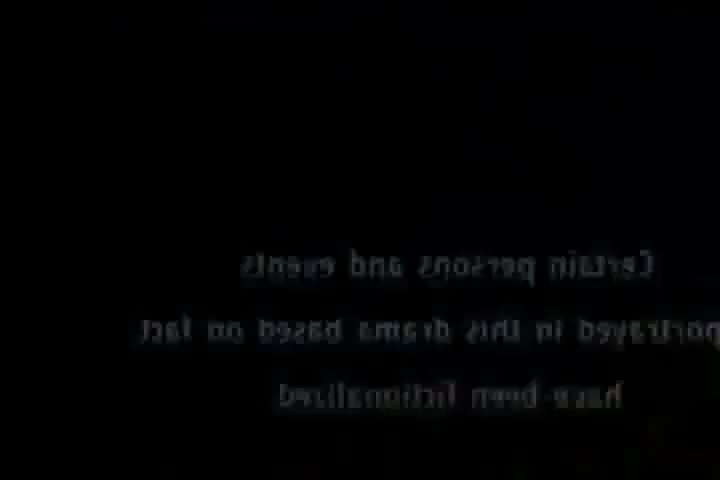 Certain persons and events
portrayed in this drama based on fact
have been fictionalized